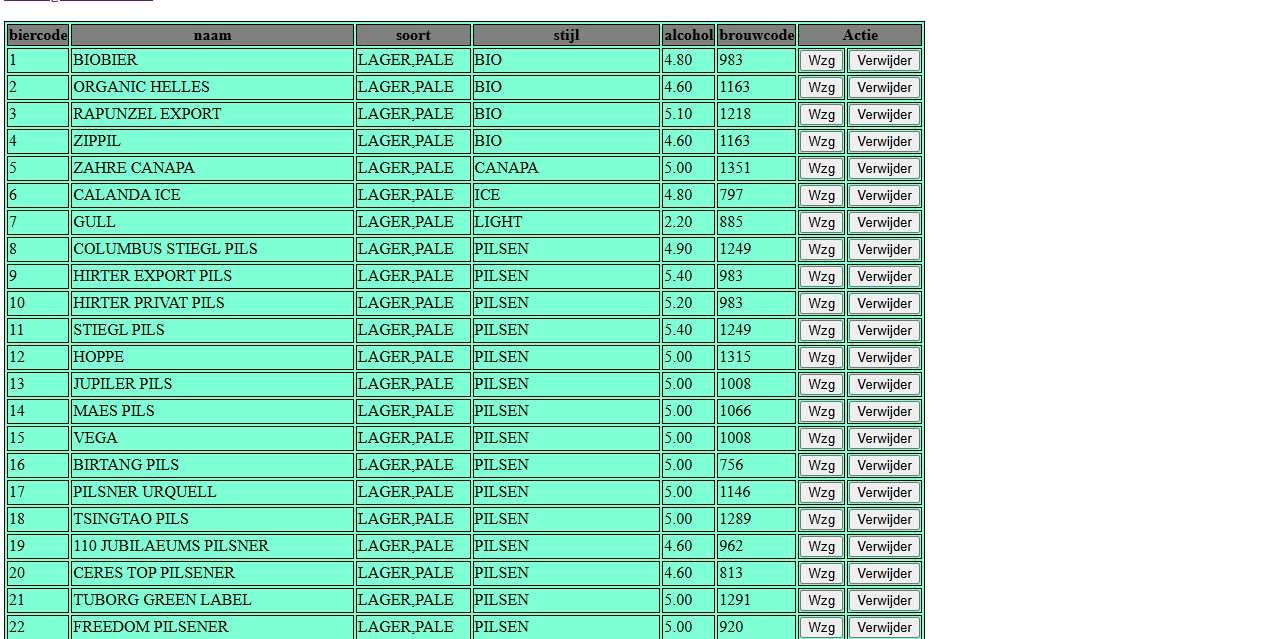 biercode naam soort stijl alcohol brouwcode Actie
1 BIOBIER LAGER,PALE BIO 4.80 983 Wzg Verwijder
2 ORGANIC HELLES LAGER,PALE BIO 4.60 1163 Wzg Verwijder
3 RAPUNZEL EXPORT LAGER,PALE BIO 5.10 1218 Wzg Verwijder
4 ZIPPIL LAGER,PALE BIO 4.60 1163 Wzg Verwijder
5 ZAHRE CANAPA LAGER,PALE CANAPA 5.00 1351 Wzg Verwijder
6 CALANDA ICE LAGER,PALE ICE 4.80 797 Wzg Verwijder
7 GULL LAGER,PALE LIGHT 2.20 885 Wzg Verwijder
8 COLUMBUS STIEGL PILS LAGER,PALE PILSEN 4.90 1249 Wzg Verwijder
9 HIRTER EXPORT PILS LAGER,PALE PILSEN 5.40 983 Wzg Verwijder
10 HIRTER PRIVAT PILS LAGER,PALE PILSEN 5.20 983 Wzg Verwijder
11 STIEGL PILS LAGER,PALE PILSEN 5.40 1249 Wzg Verwijder
12 HOPPE LAGER,PALE PILSEN 5.00 1315 Wzg Verwijder
13 JUPILER PILS LAGER,PALE PILSEN 5.00 1008 Wzg Verwijder
14 MAES PILS LAGER,PALE PILSEN 5.00 1066 Wzg Verwijder
15 VEGA LAGER,PALE PILSEN 5.00 1008 Wzg Verwijder
16 BIRTANG PILS LAGER,PALE PILSEN 5.00 756 Wzg Verwijder
17 PILSNER URQUELL LAGER,PALE PILSEN 5.00 1146 Wzg Verwijder
18 TSINGTAO PILS LAGER,PALE PILSEN 5.00 1289 Wzg Verwijder
19 110 JUBILAEUMS PILSNER LAGER,PALE PILSEN 4.60 962 Wzg Verwijder
20 CERES TOP PILSENER LAGER,PALE PILSEN 4.60 813 Wzg Verwijder
21 TUBORG GREEN LABEL LAGER,PALE PILSEN 5.00 1291 Wzg Verwijder
22 FREEDOM PILSENER LAGER,PALE PILSEN 5.00 920 Wzg Verwijder